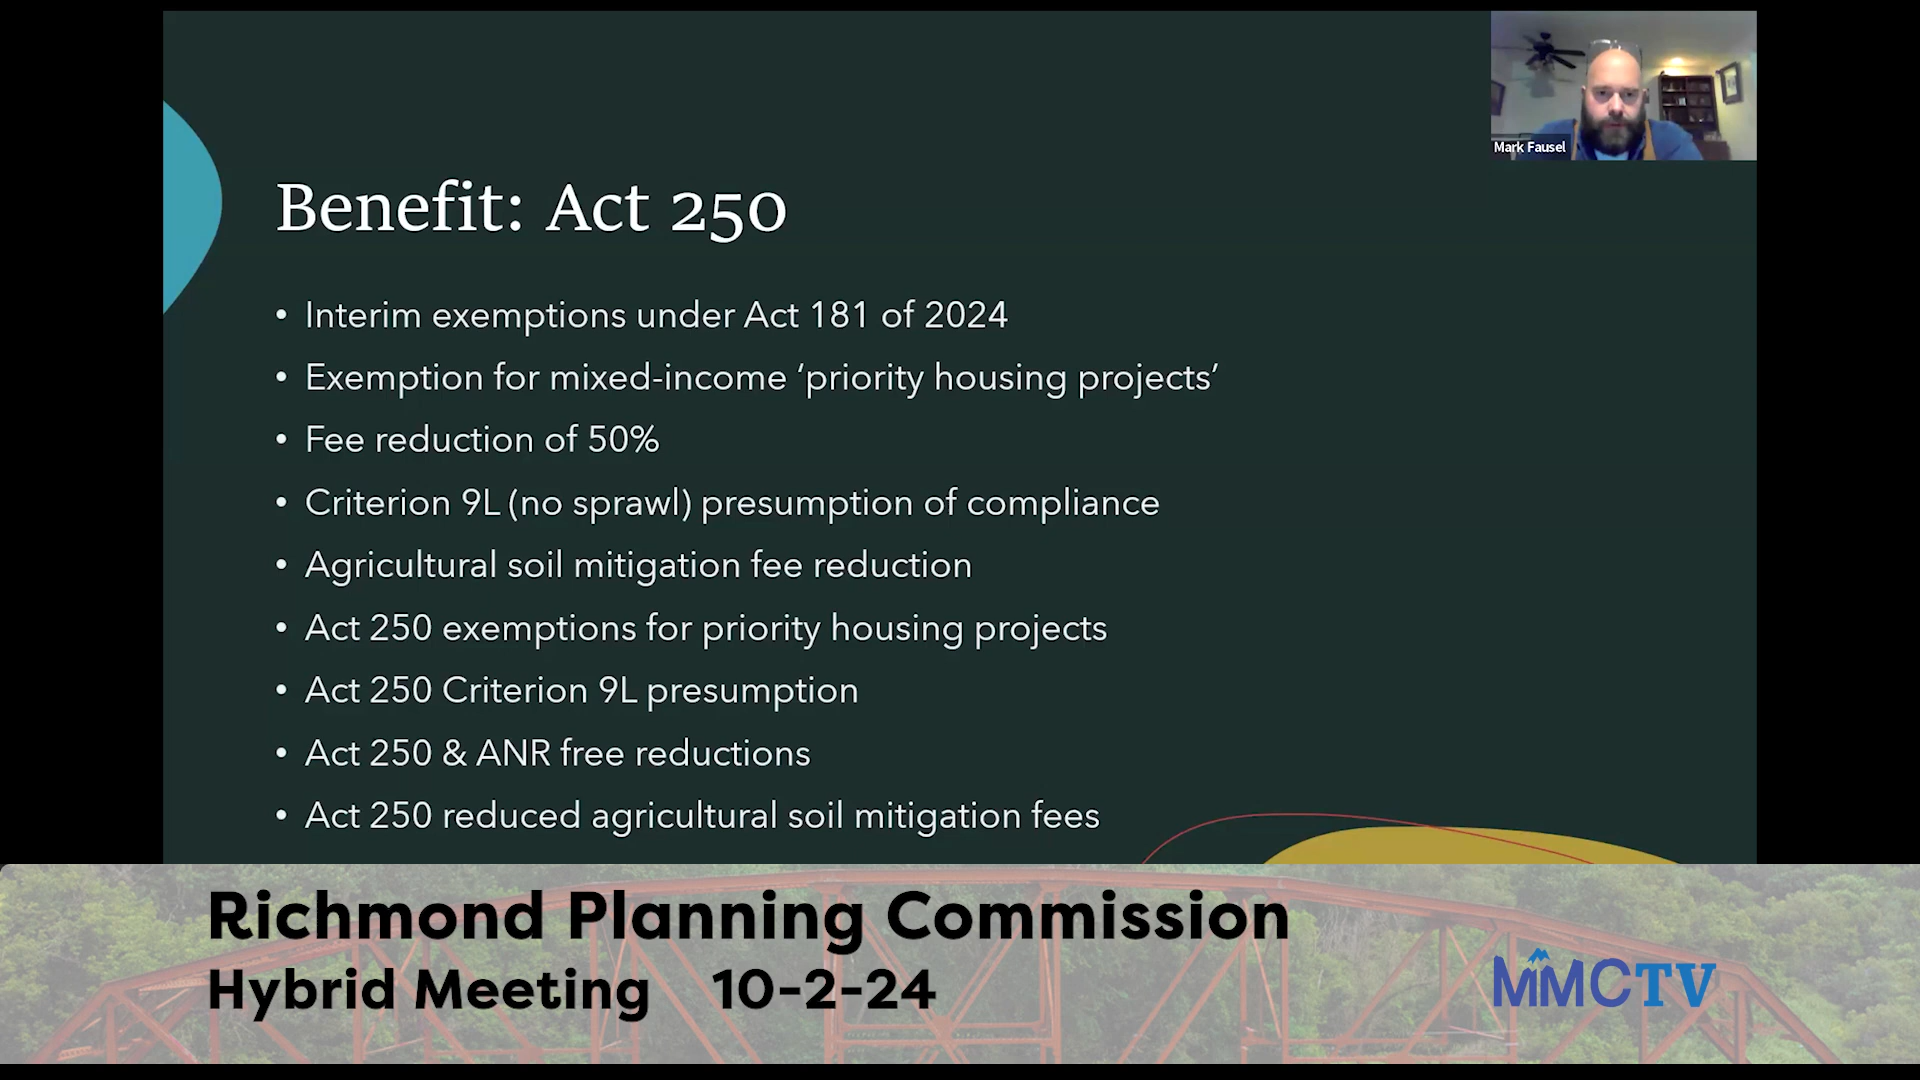 Mark Fausel
Benefit: Act 250
• Interim exemptions under Act 181 of 2024
• Exemption for mixed-income ‘priority housing projects’
• Fee reduction of 50%
• Criterion 9L (no sprawl) presumption of compliance
• Agricultural soil mitigation fee reduction
• Act 250 exemptions for priority housing projects
• Act 250 Criterion 9L presumption
• Act 250 & ANR free reductions
• Act 250 reduced agricultural soil mitigation fees
Richmond Planning Commission
Hybrid Meeting 10-2-24
MMCTV